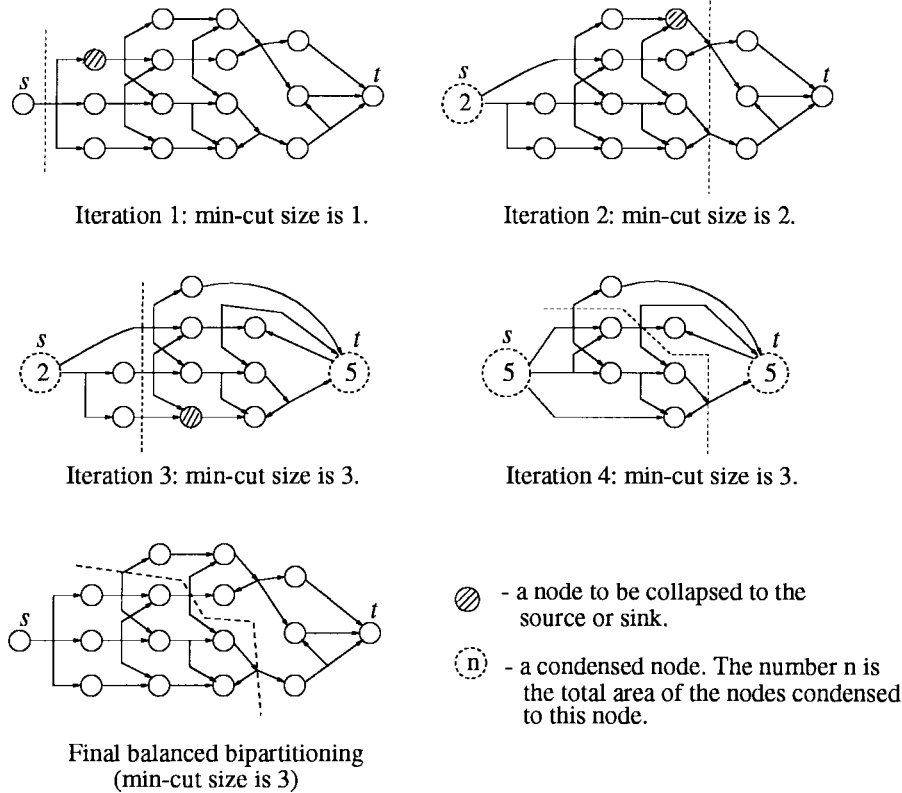 s
t
Iteration 1: min-cut size is 1.
s
2
t
Iteration 2: min-cut size is 2.
s
2
t
5
Iteration 3: min-cut size is 3.
s
5
t
5
Iteration 4: min-cut size is 3.
s
t
Final balanced bipartitioning
(min-cut size is 3)
- a node to be collapsed to the
source or sink.
n - a condensed node. The number n is
the total area of the nodes condensed
to this node.